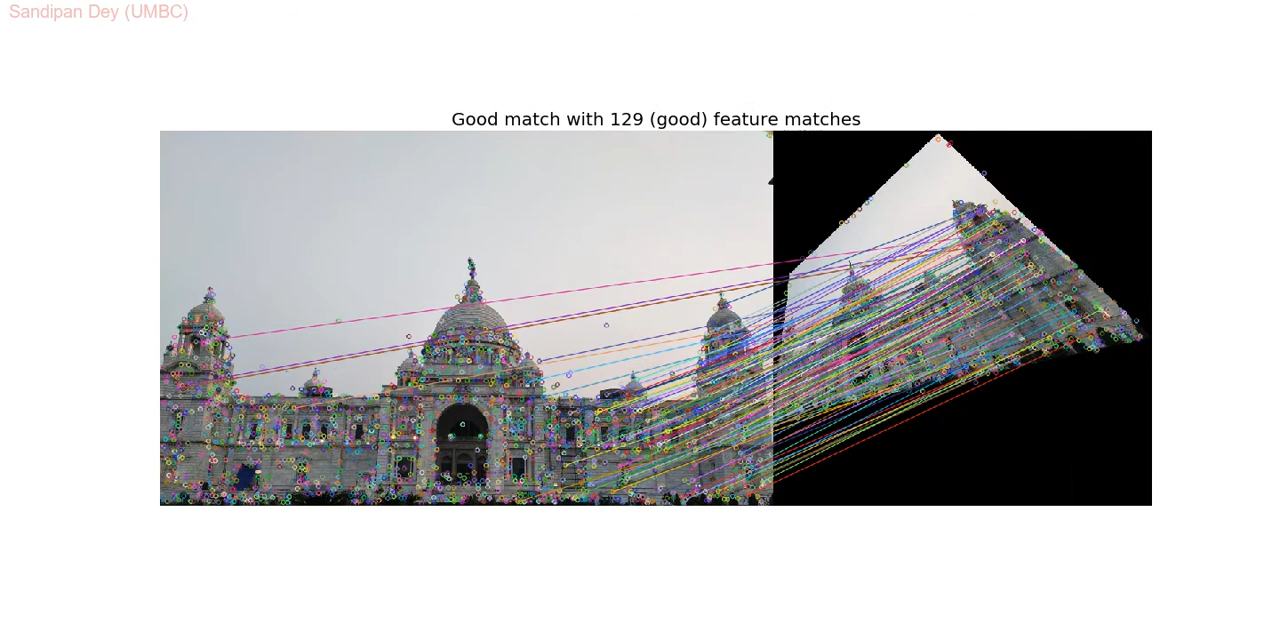 Sandipan Dey (UMBC)
Good match with 129 (good) feature matches